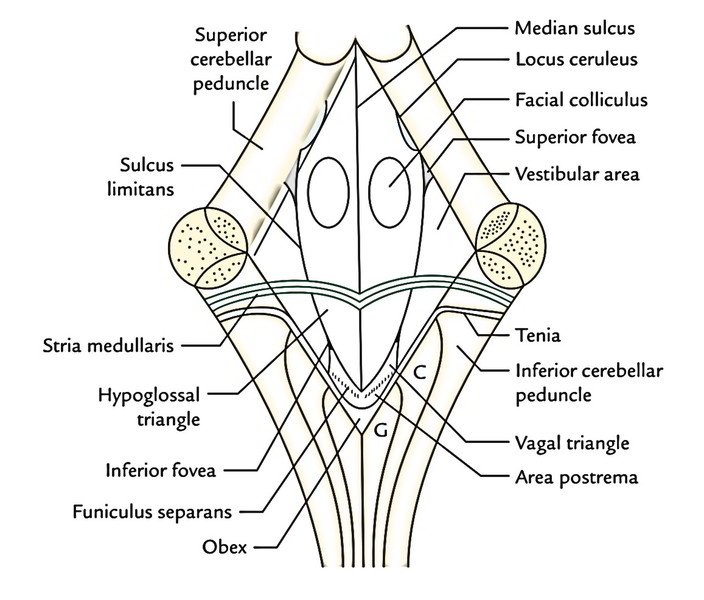 Superior
cerebellar
peduncle
Sulcus
limitans
Stria medullaris
Hypoglossal
triangle
Inferior fovea
Funiculus separans
Obex
Median sulcus
Locus ceruleus
Facial colliculus
Superior fovea
Vestibular area
Tenia
Inferior cerebellar
peduncle
Vagal triangle
Area postrema
C
G